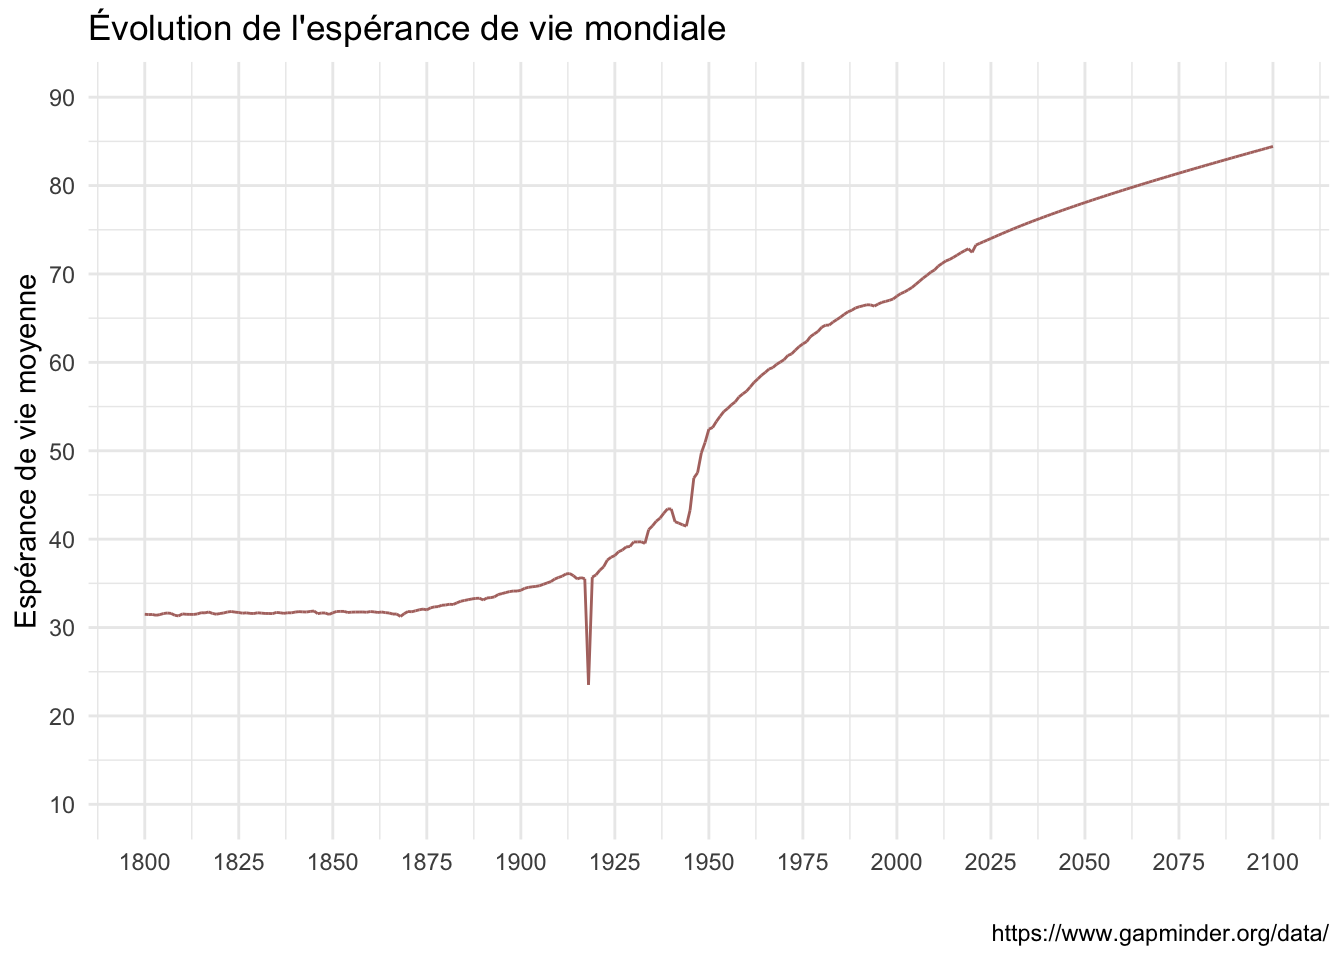 Évolution de l'espérance de vie mondiale
Espérance de vie moyenne
90
80
70
60
50
40
30
20
10
1800 1825 1850 1875 1900 1925 1950 1975 2000 2025 2050 2075 2100
https://www.gapminder.org/data/